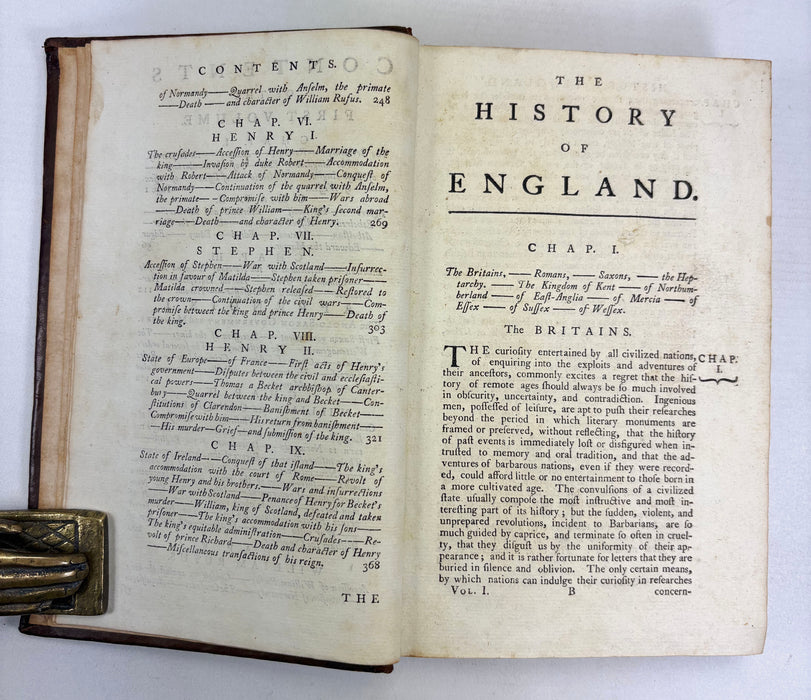 CONTENTS.
of Normandy——Quarrel with Anselm, the primate
——Death——and character of William Rufus. 248
CHAP. VI.
HENRY I.
The crusades——Accession of Henry——Marriage of the
king——Invasion by duke Robert——Accommodation
with Robert——Attack of Normandy——Conquest of
Normandy——Continuation of the quarrel with Anselm,
the primate——Compromise with him——Wars abroad
——Death of prince William——King's second mar-
riage——Death——and character of Henry. 269
CHAP. VII.
STEPHEN.
Accession of Stephen——War with Scotland——Insurrec-
tion in favour of Matilda——Stephen taken prisoner——
Matilda crowned——Stephen released——Restored to
the crown——Continuation of the civil wars——Com-
promise between the king and prince Henry——Death of
the king. 303
CHAP. VIII.
HENRY II.
State of Europe——of France——First acts of Henry's
government——Disputes between the civil and ecclesiasti-
cal powers——Thomas a Becket archbishop of Canter-
bury——Quarrel between the king and Becket——Con-
stitutions of Clarendon——Banishment of Becket——
Compromise with him——His return from banishment——
——His murder——Grief——and submission of the king. 321
CHAP. IX.
State of Ireland——Conquest of that island——The king's
accommodation with the court of Rome——Revolt of
young Henry and his brothers——Wars and insurrections
——War with Scotland——Penance of Henry for Becket's
murder——William, king of Scotland, defeated and taken
prisoner——The king's accommodation with his sons——
The king's equitable administration——Crusades——Re-
volt of prince Richard——Death and character of Henry
——Miscellaneous transactions of his reign. 368
THE
THE
HISTORY
OF
ENGLAND.
CHAP. I.
The Britains, —— Romans, —— Saxons, —— the Hep-
tarchy. —— The Kingdom of Kent —— of Northum-
berland —— of East-Anglia —— of Mercia —— of
Essex —— of Sussex —— of Wessex.
The BRITAINS.
THE curiosity entertained by all civilized nations,
of enquiring into the exploits and adventures of
their ancestors, commonly excites a regret that the his-
tory of remote ages should always be so much involved
in obscurity, uncertainty, and contradiction. Ingenious
men, possessed of leisure, are apt to push their researches
beyond the period in which literary monuments are
framed or preserved, without reflecting, that the history
of past events is immediately lost or disfigured when in-
trusted to memory and oral tradition, and that the ad-
ventures of barbarous nations, even if they were record-
ed, could afford little or no entertainment to those born in
a more cultivated age. The convulsions of a civilized
state usually compose the most instructive and most in-
teresting part of its history; but the sudden, violent, and
unprepared revolutions, incident to Barbarians, are so
much guided by caprice, and terminate so often in cruel-
ty, that they disgust us by the uniformity of their ap-
pearance; and it is rather fortunate for letters that they are
buried in silence and oblivion. The only certain means,
by which nations can indulge their curiosity in researches
VOL. I. B concern-
CHAP.
I.